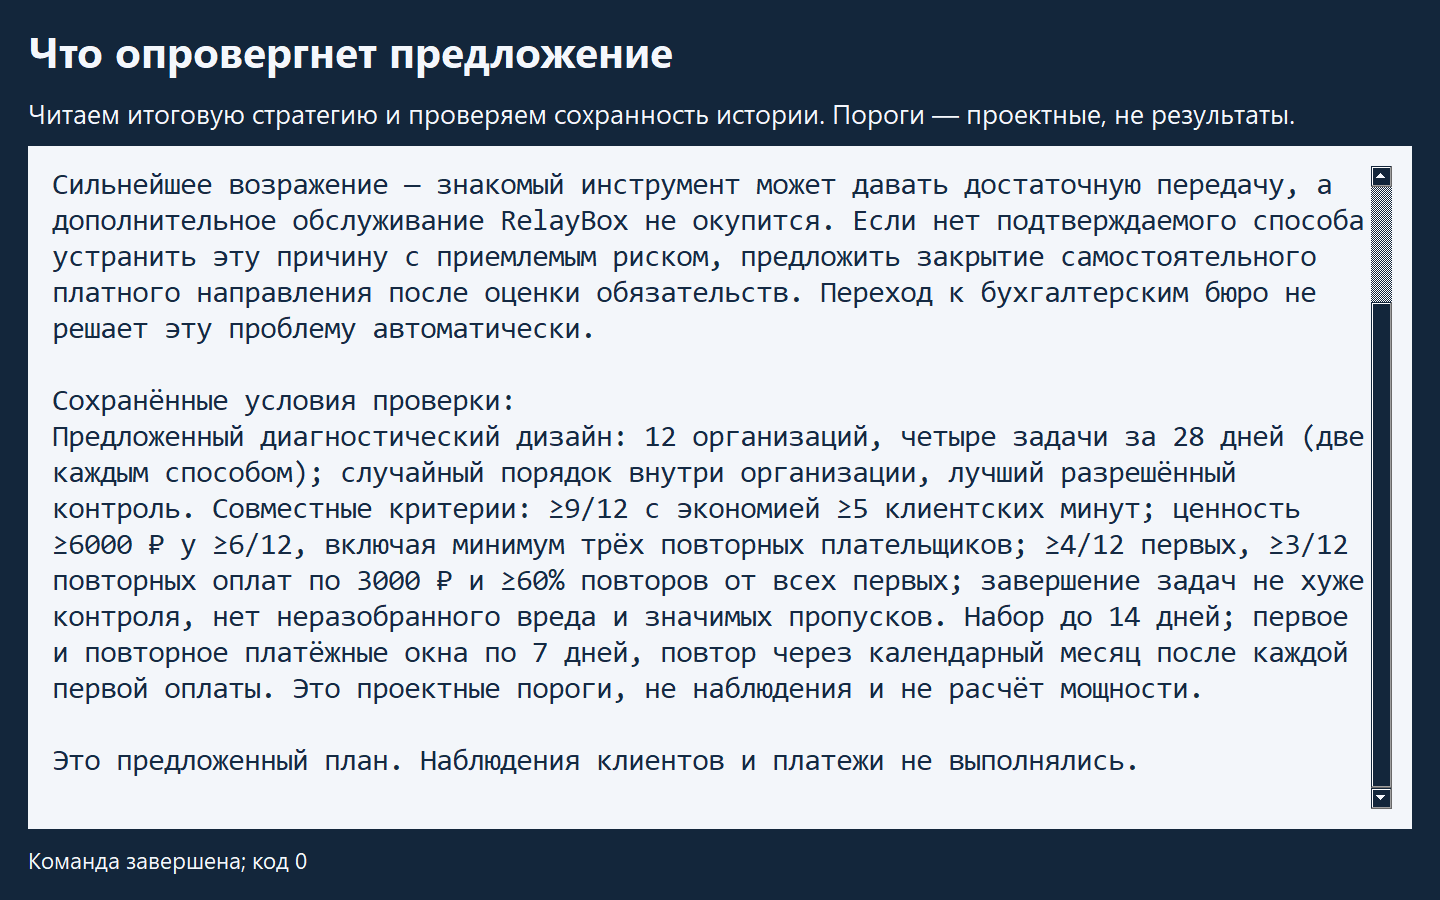 Что опровергнет предложение
Читаем итоговую стратегию и проверяем сохранность истории. Пороги — проектные, не результаты.
Сильнейшее возражение — знакомый инструмент может давать достаточную передачу, а
дополнительное обслуживание RelayBox не окупится. Если нет подтверждаемого способа
устранить эту причину с приемлемым риском, предложить закрытие самостоятельного
платного направления после оценки обязательств. Переход к бухгалтерским бюро не
решает эту проблему автоматически.
Сохранённые условия проверки:
Предложенный диагностический дизайн: 12 организаций, четыре задачи за 28 дней (две
каждым способом); случайный порядок внутри организации, лучший разрешённый
контроль. Совместные критерии: ≥9/12 с экономией ≥5 клиентских минут; ценность
≥6000 ₽ у ≥6/12, включая минимум трёх повторных плательщиков; ≥4/12 первых, ≥3/12
повторных оплат по 3000 ₽ и ≥60% повторов от всех первых; завершение задач не хуже
контроля, нет неразобранного вреда и значимых пропусков. Набор до 14 дней; первое
и повторное платёжные окна по 7 дней, повтор через календарный месяц после каждой
первой оплаты. Это проектные пороги, не наблюдения и не расчёт мощности.
Это предложенный план. Наблюдения клиентов и платежи не выполнялись.
Команда завершена; код 0